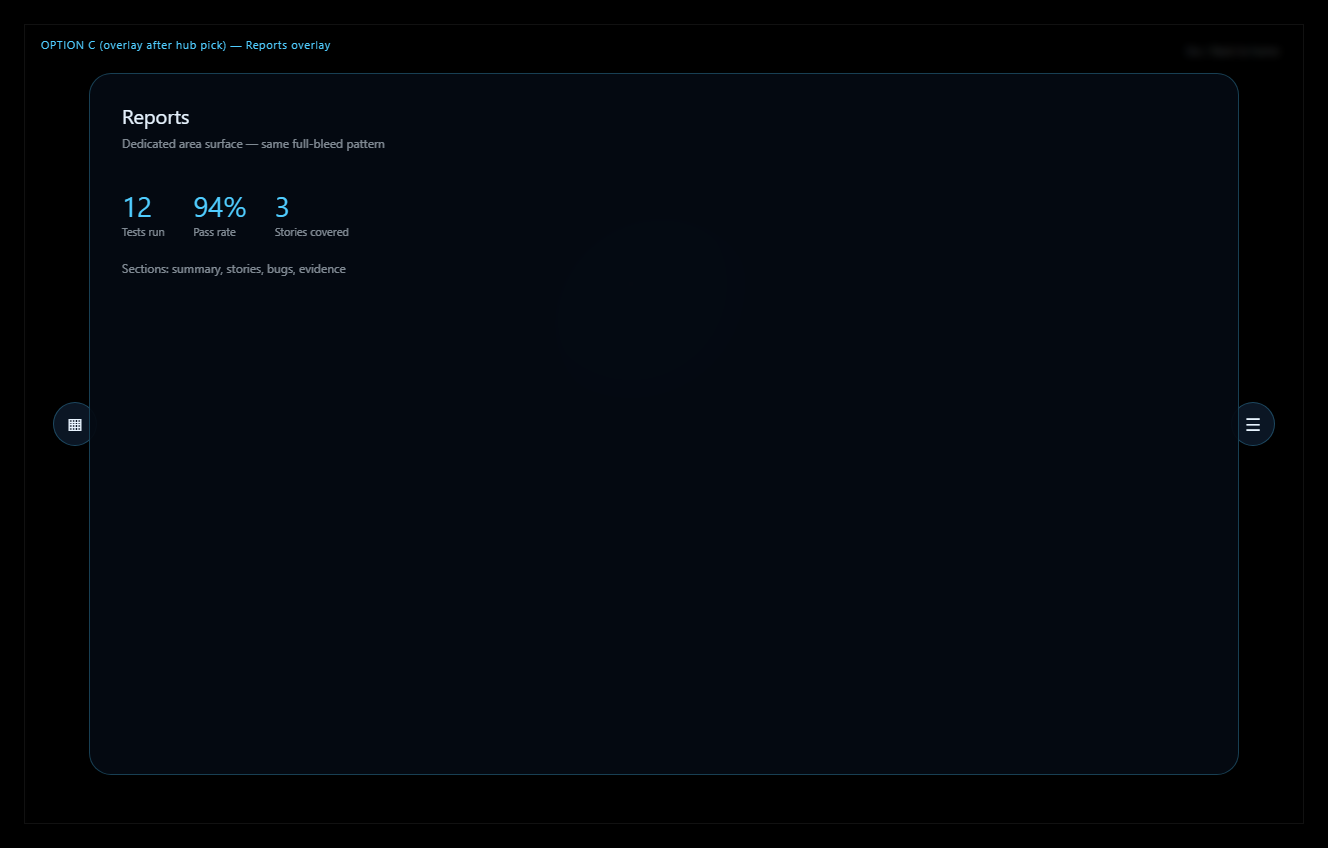 OPTION C (overlay after hub pick) — Reports overlay
Reports
Dedicated area surface — same full-bleed pattern
12 94% 3
Tests run Pass rate Stories covered
Sections: summary, stories, bugs, evidence